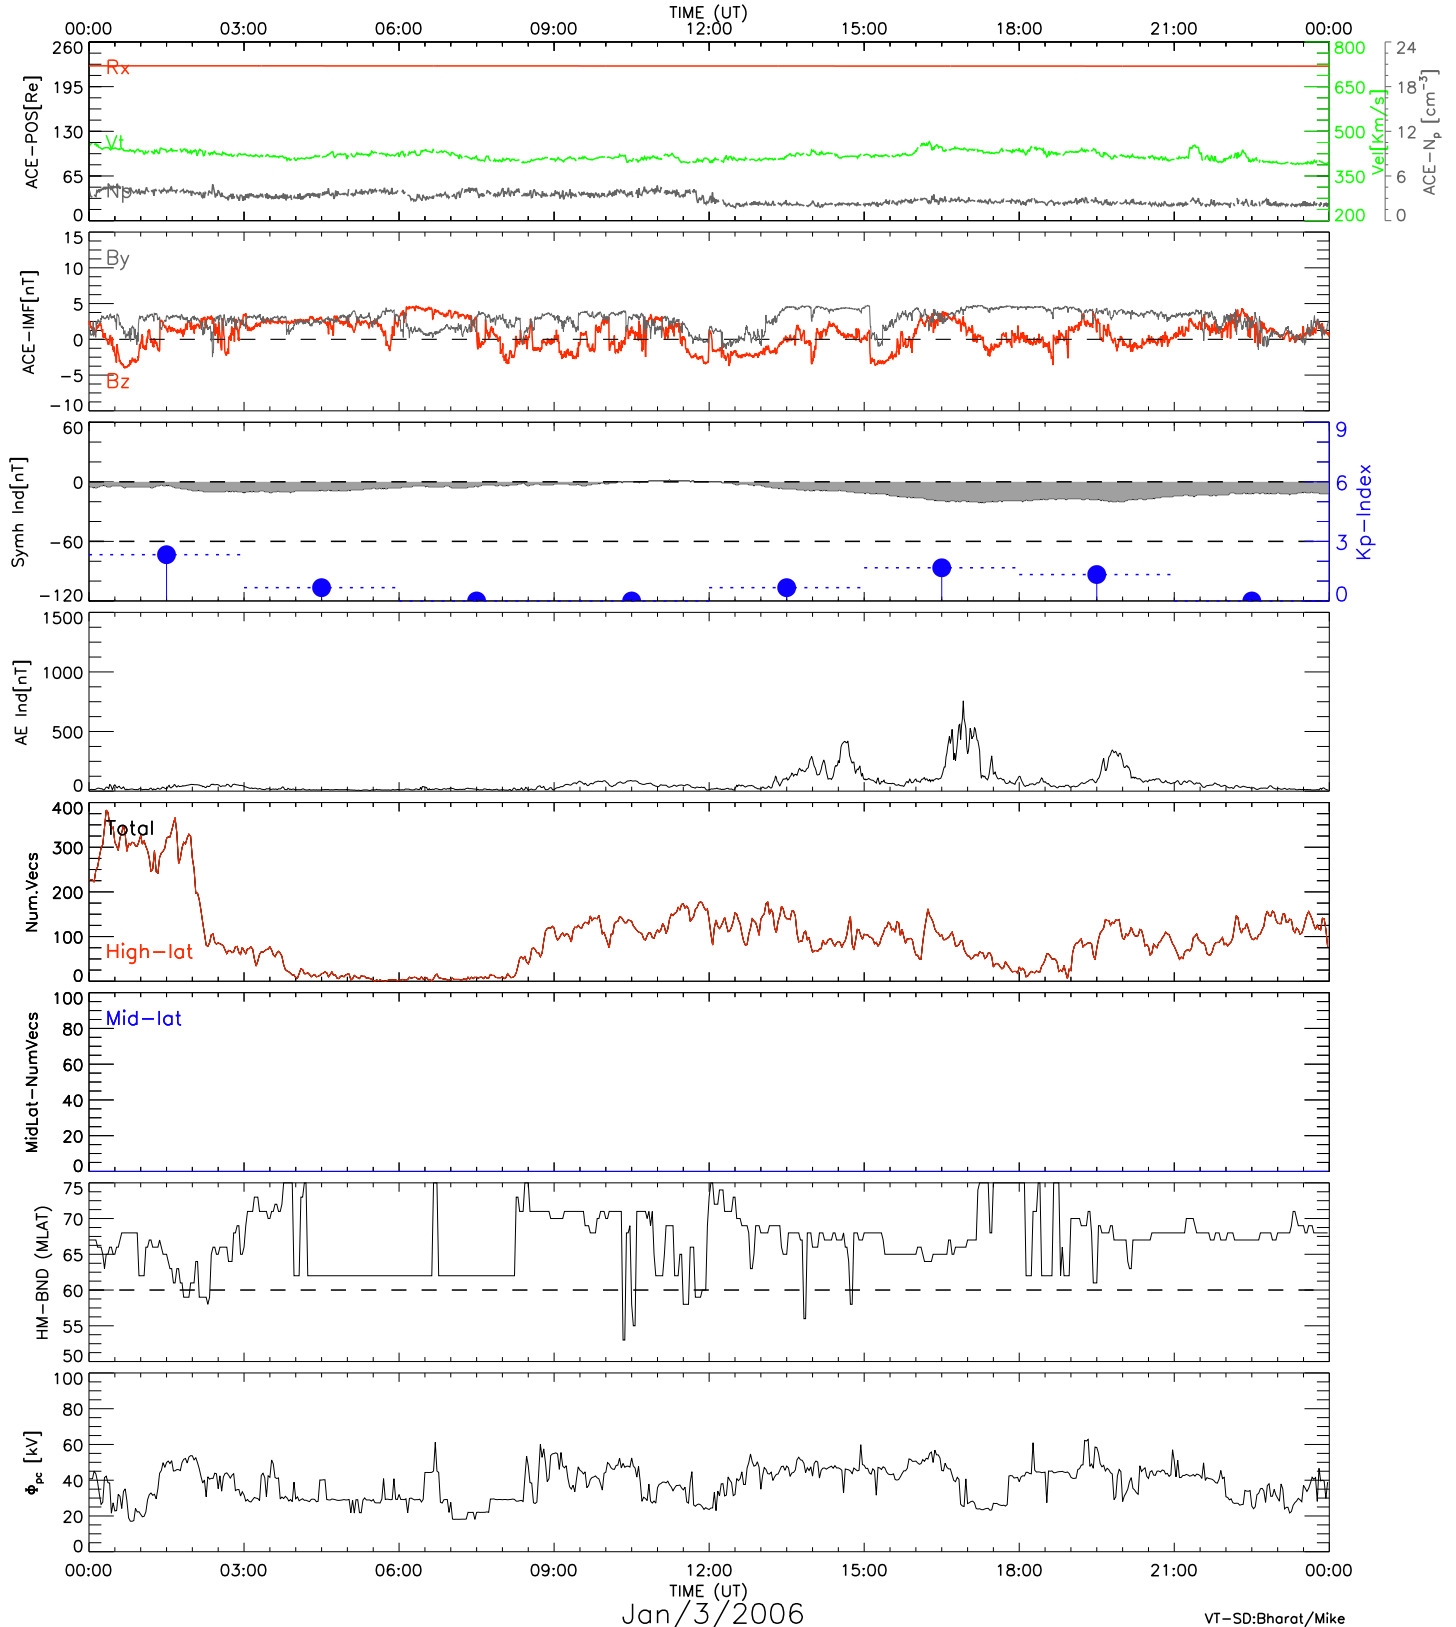 TIME (UT)
00:00 03:00 06:00 09:00 12:00 15:00 18:00 21:00 00:00
ACE-POS[Re]
260
195
130
65
0
Rx
Vt
Np
800
650
500
350
200
Vel[Km/s]
24
18
12
6
0
ACE-Np [cm-3]
ACE-IMF[nT]
15
10
5
0
-5
-10
By
Bz
Symh Ind[nT]
60
0
-60
-120
9
6
3
0
Kp-Index
AE Ind[nT]
1500
1000
500
0
Num.Vecs
400
300
200
100
0
Total
High-lat
MidLat-NumVecs
100
80
60
40
20
0
Mid-lat
HM-BND (MLAT)
75
70
65
60
55
50
Φpc [kV]
100
80
60
40
20
0
00:00 03:00 06:00 09:00 12:00 15:00 18:00 21:00 00:00
TIME (UT)
Jan/3/2006
VT-SD:Bharat/Mike